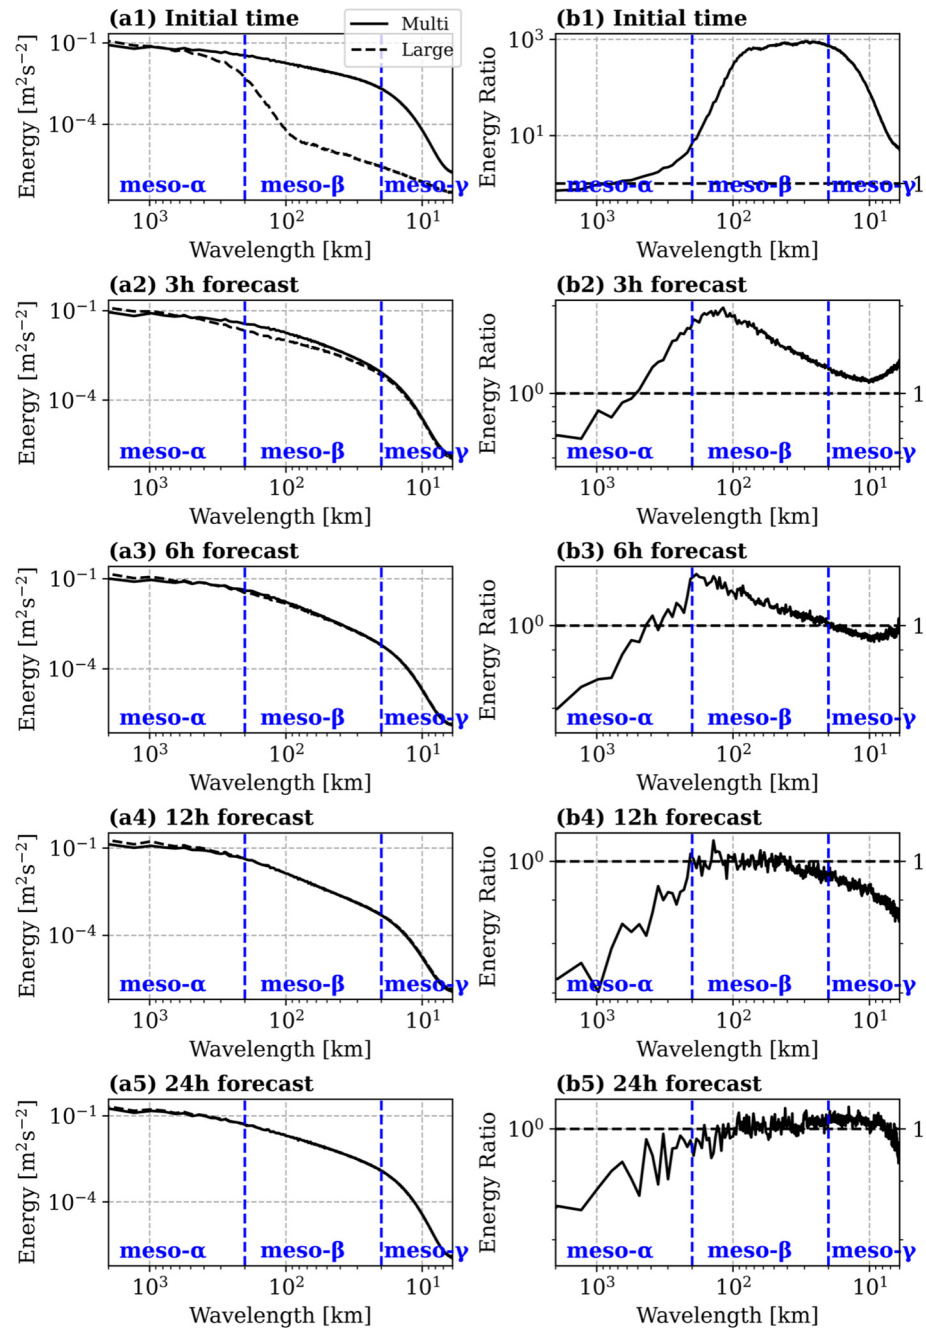 (a1) Initial time
Multi
Large
10⁻¹
10⁻⁴
Energy [m²s⁻²]
meso-α meso-β meso-γ
10³ 10² 10¹
Wavelength [km]
(b1) Initial time
10³
10¹
Energy Ratio
meso-α meso-β meso-γ 1
10³ 10² 10¹
Wavelength [km]
(a2) 3h forecast
10⁻¹
10⁻⁴
Energy [m²s⁻²]
meso-α meso-β meso-γ
10³ 10² 10¹
Wavelength [km]
(b2) 3h forecast
Energy Ratio
10⁰ 1
meso-α meso-β meso-γ
10³ 10² 10¹
Wavelength [km]
(a3) 6h forecast
10⁻¹
10⁻⁴
Energy [m²s⁻²]
meso-α meso-β meso-γ
10³ 10² 10¹
Wavelength [km]
(b3) 6h forecast
Energy Ratio
10⁰ 1
meso-α meso-β meso-γ
10³ 10² 10¹
Wavelength [km]
(a4) 12h forecast
10⁻¹
10⁻⁴
Energy [m²s⁻²]
meso-α meso-β meso-γ
10³ 10² 10¹
Wavelength [km]
(b4) 12h forecast
Energy Ratio
10⁰ 1
meso-α meso-β meso-γ
10³ 10² 10¹
Wavelength [km]
(a5) 24h forecast
10⁻¹
10⁻⁴
Energy [m²s⁻²]
meso-α meso-β meso-γ
10³ 10² 10¹
Wavelength [km]
(b5) 24h forecast
Energy Ratio
10⁰ 1
meso-α meso-β meso-γ
10³ 10² 10¹
Wavelength [km]